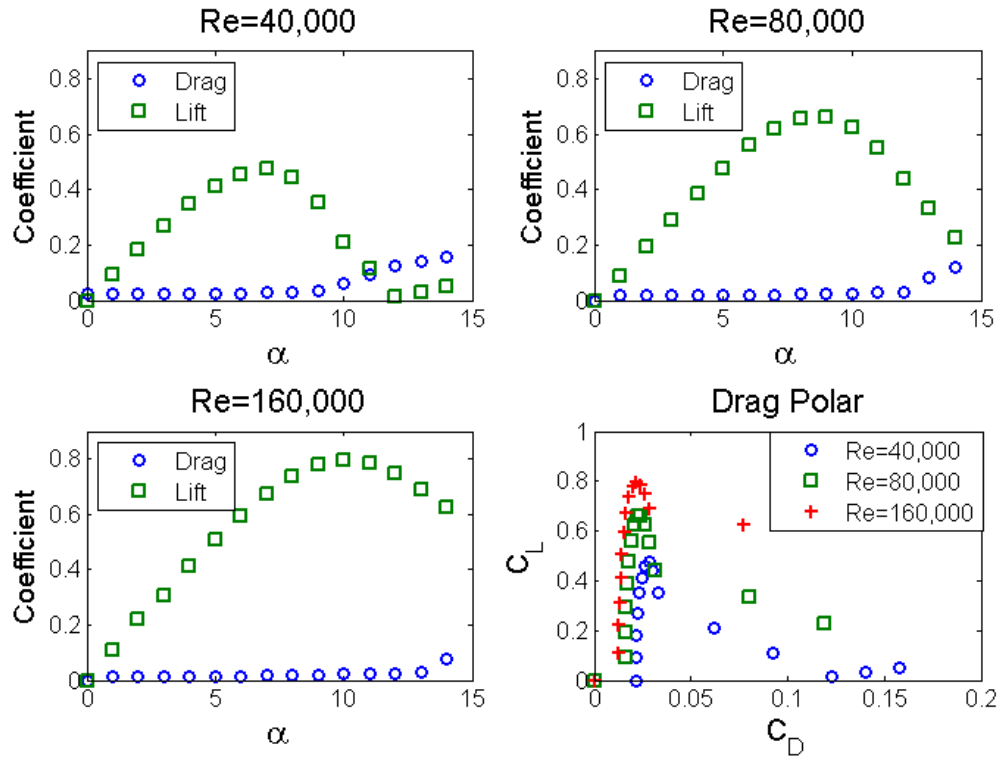 Re=40,000
Coefficient
0.8
0.6
0.4
0.2
0
Drag
Lift
0 5 10 15
α
Re=80,000
Coefficient
0.8
0.6
0.4
0.2
0
Drag
Lift
0 5 10 15
α
Re=160,000
Coefficient
0.8
0.6
0.4
0.2
0
Drag
Lift
0 5 10 15
α
Drag Polar
C_L
1
0.8
0.6
0.4
0.2
0
Re=40,000
Re=80,000
Re=160,000
0 0.05 0.1 0.15 0.2
C_D